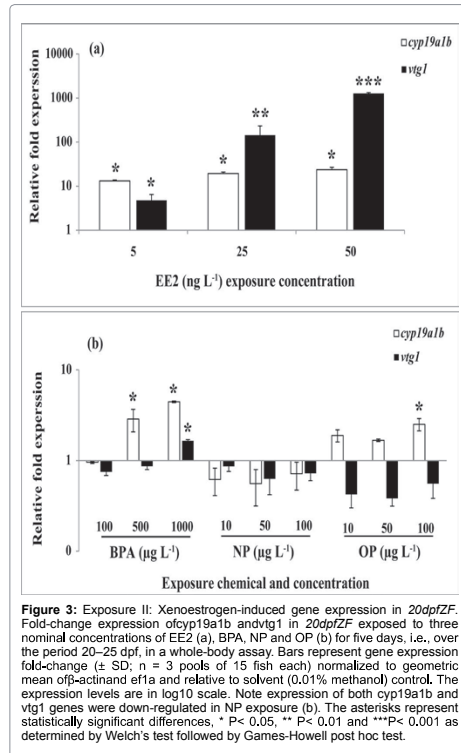 (a)
cyp19a1b
vtg1
Relative fold experssion
10000
1000
100
10
1
* * * ** * ***
5 25 50
EE2 (ng L-1) exposure concentration
(b)
cyp19a1b
vtg1
Relative fold experssion
10
1
0
* * * *
100 500 1000 10 50 100 10 50 100
BPA (µg L-1) NP (µg L-1) OP (µg L-1)
Exposure chemical and concentration
Figure 3: Exposure II: Xenoestrogen-induced gene expression in 20dpfZF.
Fold-change expression ofcyp19a1b andvtg1 in 20dpfZF exposed to three
nominal concentrations of EE2 (a), BPA, NP and OP (b) for five days, i.e., over
the period 20–25 dpf, in a whole-body assay. Bars represent gene expression
fold-change (± SD; n = 3 pools of 15 fish each) normalized to geometric
mean ofβ-actinand ef1a and relative to solvent (0.01% methanol) control. The
expression levels are in log10 scale. Note expression of both cyp19a1b and
vtg1 genes were down-regulated in NP exposure (b). The asterisks represent
statistically significant differences, * P< 0.05, ** P< 0.01 and ***P< 0.001 as
determined by Welch's test followed by Games-Howell post hoc test.